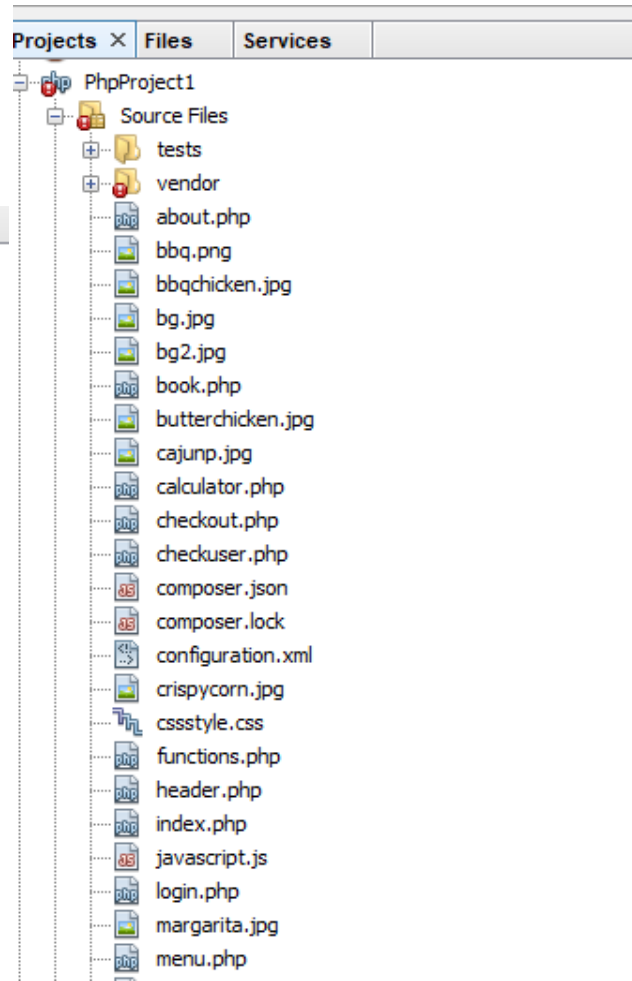 Projects × Files Services
PhpProject1
Source Files
tests
vendor
about.php
bbq.png
bbqchicken.jpg
bg.jpg
bg2.jpg
book.php
butterchicken.jpg
cajunp.jpg
calculator.php
checkout.php
checkuser.php
composer.json
composer.lock
configuration.xml
crispycorn.jpg
cssstyle.css
functions.php
header.php
index.php
javascript.js
login.php
margarita.jpg
menu.php